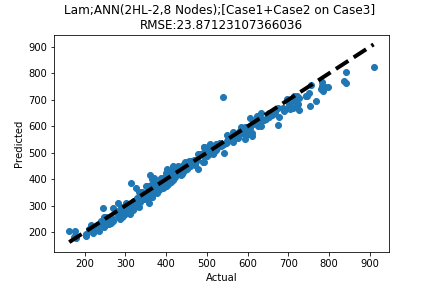 Lam;ANN(2HL-2,8 Nodes);[Case1+Case2 on Case3]
RMSE:23.87123107366036
900
800
700
600
500
400
300
200
Predicted
200 300 400 500 600 700 800 900
Actual